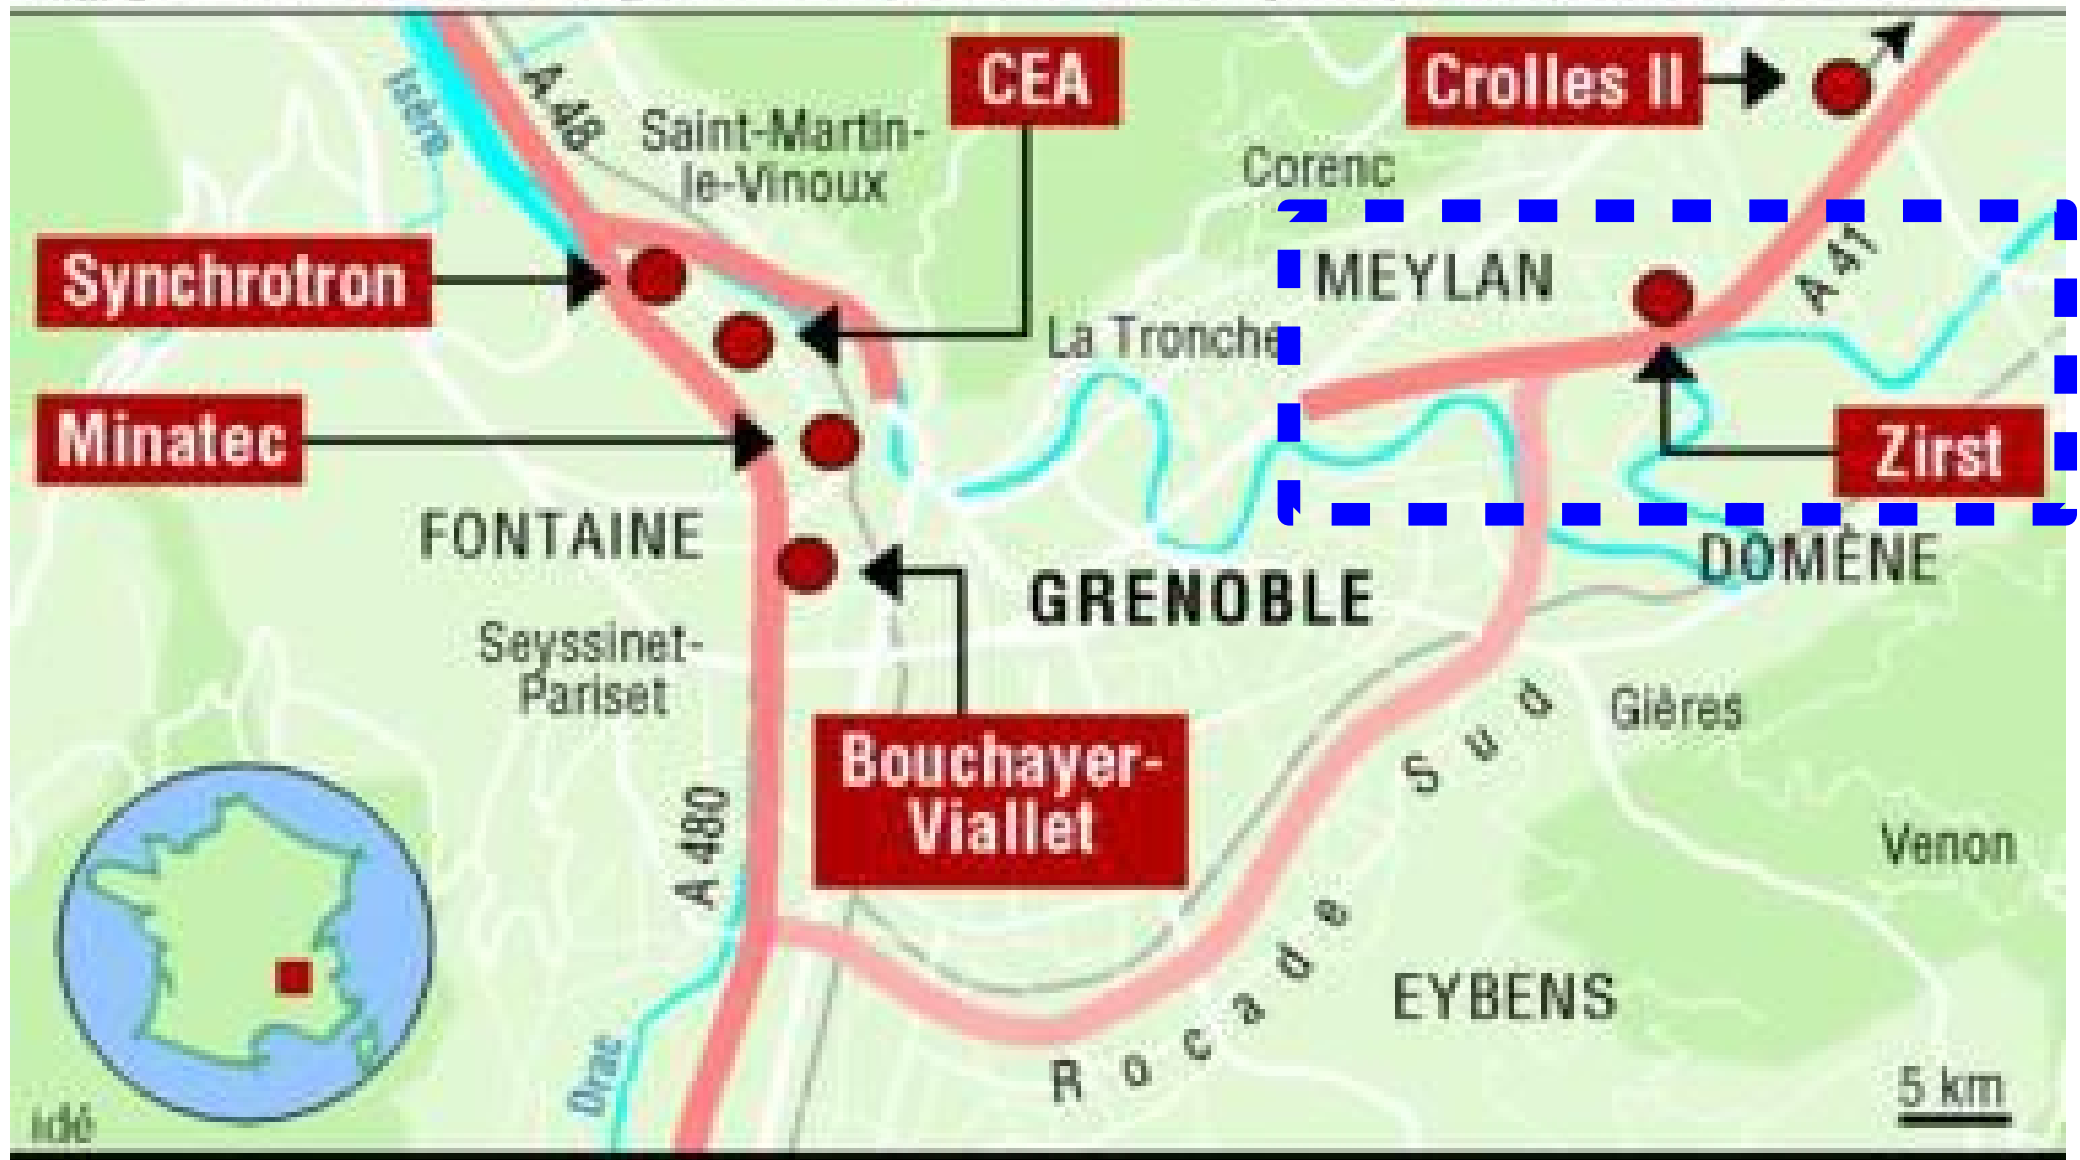 CEA
Crolles II
Isère
A 48
Saint-Martin-
le-Vinoux
Corenc
Synchrotron
MEYLAN
A 41
La Tronche
Minatec
Zirst
FONTAINE
DOMÈNE
GRENOBLE
Seyssinet-
Pariset
Gières
Bouchayer-
Viallet
A 480
Rocade Sud
Venon
EYBENS
Drac
5 km
idé